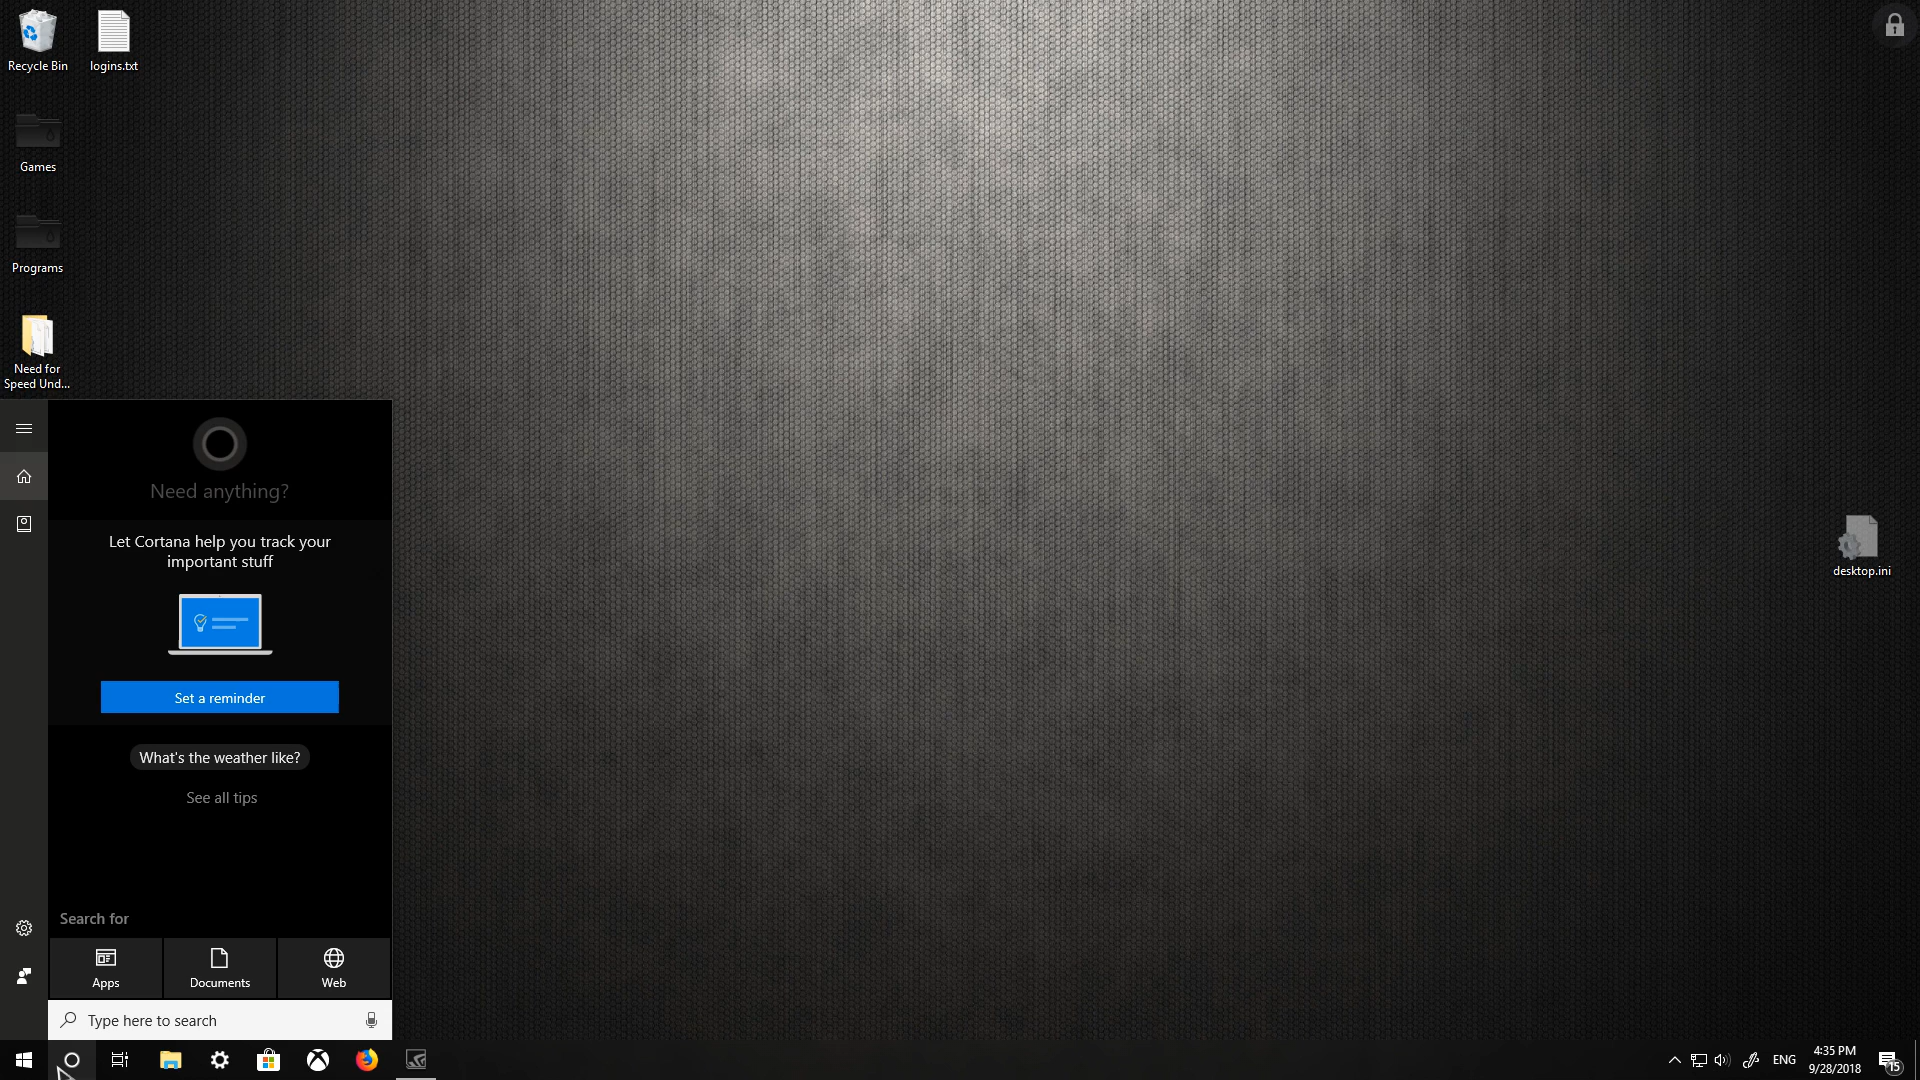 Recycle Bin
logins.txt
Games
Programs
Need for
Speed Und...
Need anything?
Let Cortana help you track your
important stuff
Set a reminder
What's the weather like?
See all tips
Search for
Apps
Documents
Web
Type here to search
desktop.ini
ENG
4:35 PM
9/28/2018
15